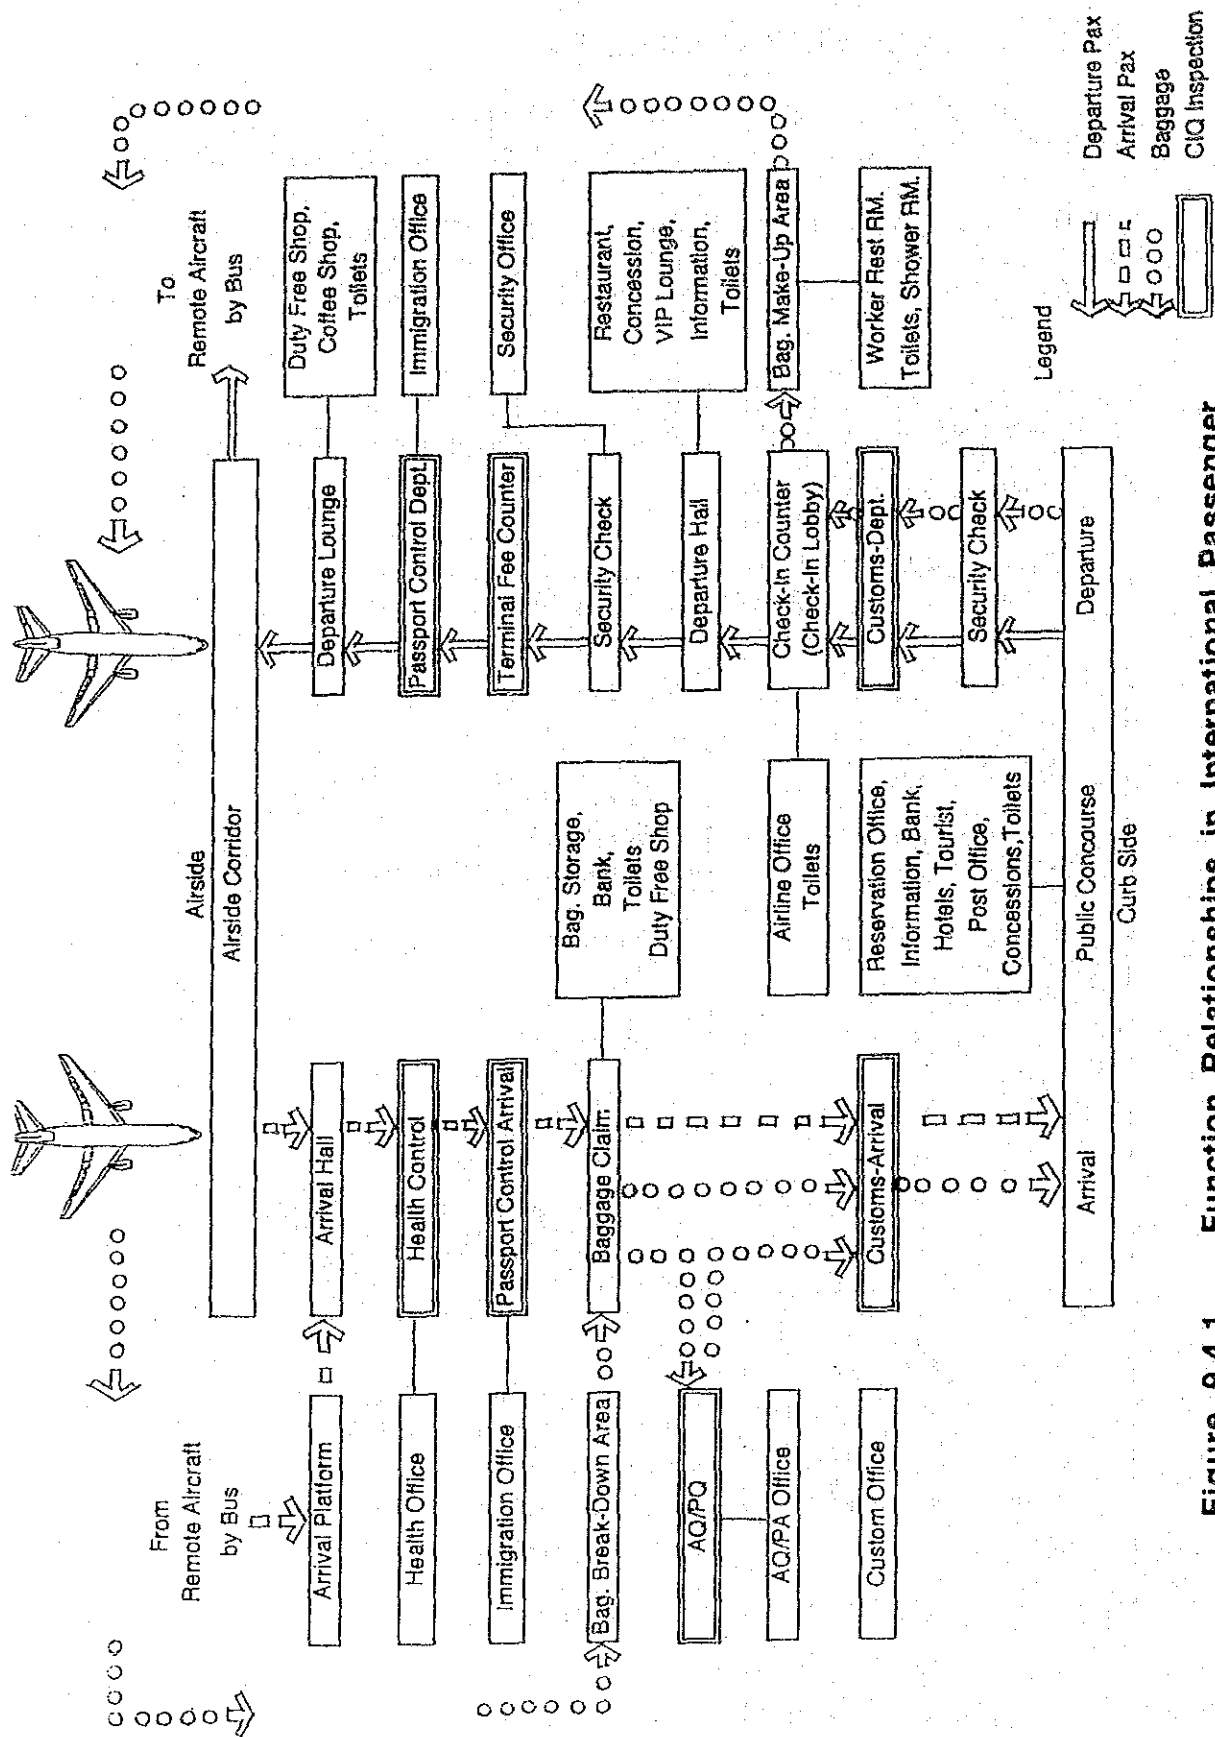 Airside
Airside Corridor
From
Remote Aircraft
by Bus
To
Remote Aircraft
by Bus
Arrival Platform
Arrival Hall
Departure Lounge
Duty Free Shop,
Coffee Shop,
Toilets
Health Office
Health Control
Passport Control Dept.
Immigration Office
Immigration Office
Passport Control Arrival
Terminal Fee Counter
Security Office
Bag. Break-Down Area
Baggage Claim
Bag. Storage,
Bank,
Toilets
Duty Free Shop
Security Check
Restaurant,
Concession,
VIP Lounge,
Information,
Toilets
AQ/PQ
Departure Hall
AQ/PA Office
Airline Office
Toilets
Check-In Counter
(Check-In Lobby)
Bag. Make-Up Area
Custom Office
Customs-Arrival
Reservation Office,
Information, Bank,
Hotels, Tourist,
Post Office,
Concessions,Toilets
Customs-Dept.
Worker Rest RM.
Toilets, Shower RM.
Security Check
Arrival
Public Concourse
Departure
Curb Side
Legend
Departure Pax
Arrival Pax
Baggage
CIQ Inspection
Figure 9.4.1 Function Relationships in International Passenger